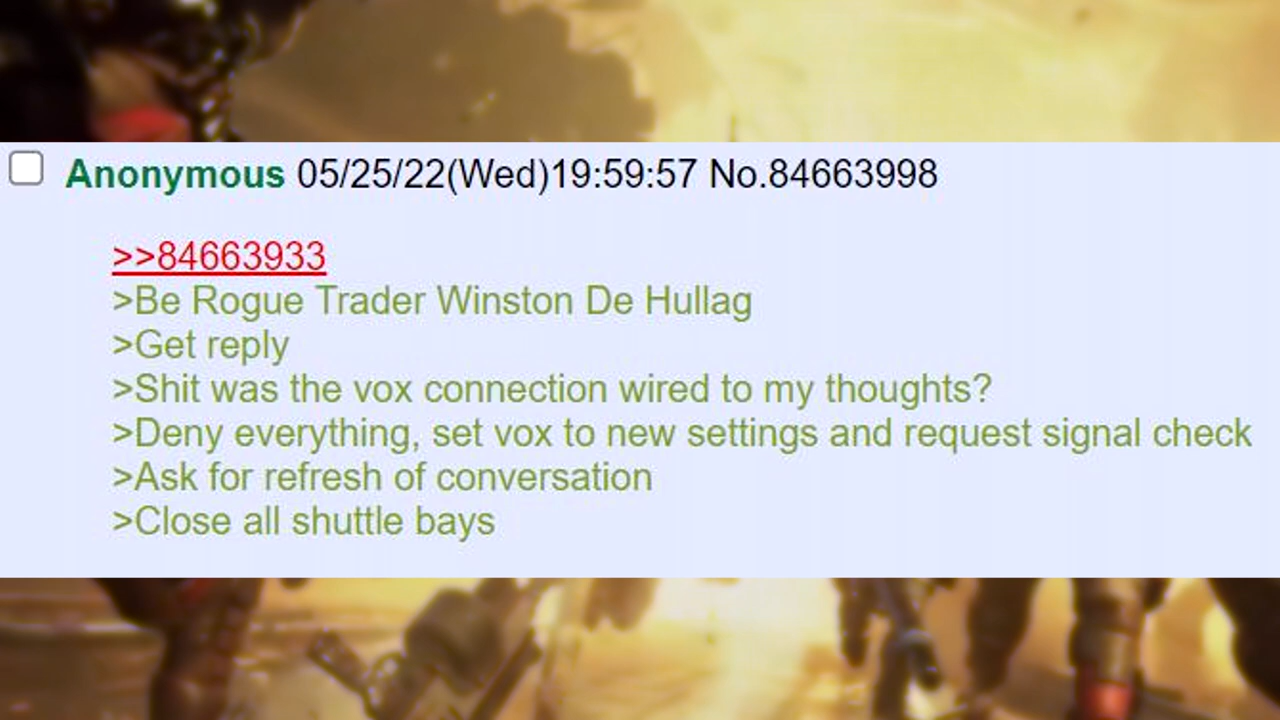 Anonymous 05/25/22(Wed)19:59:57 No.84663998
>>84663933
>Be Rogue Trader Winston De Hullag
>Get reply
>Shit was the vox connection wired to my thoughts?
>Deny everything, set vox to new settings and request signal check
>Ask for refresh of conversation
>Close all shuttle bays